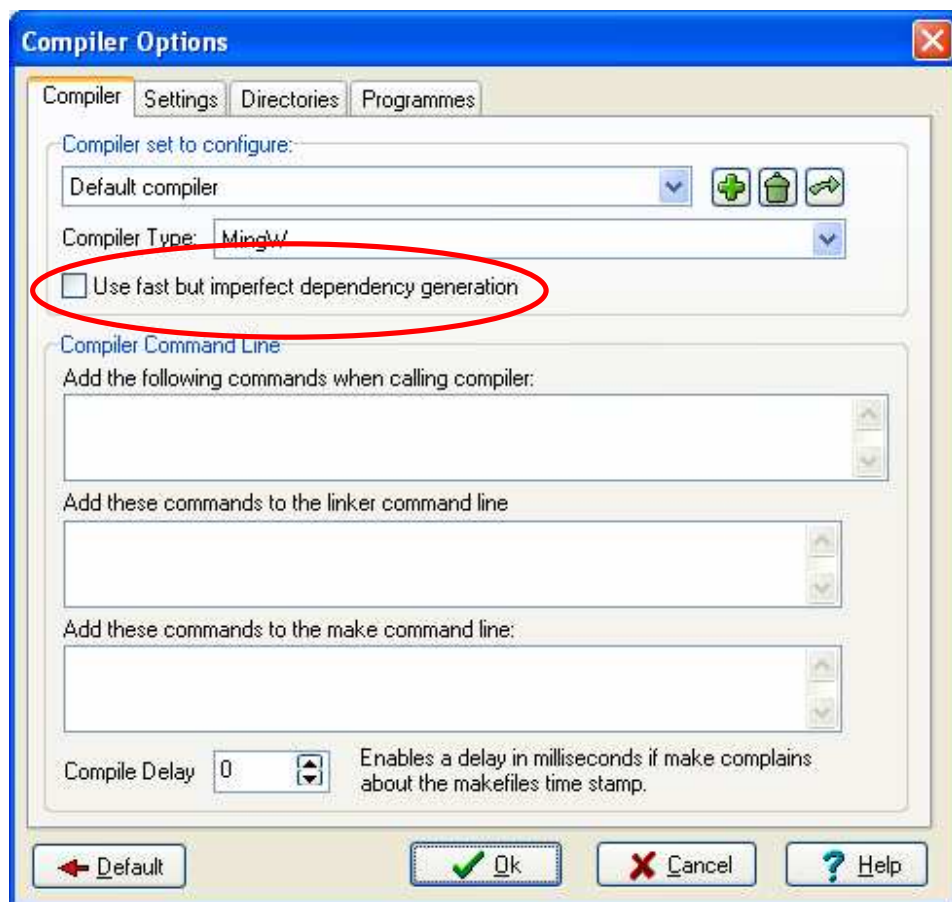 Compiler Options
Compiler Settings Directories Programmes
Compiler set to configure:
Default compiler
Compiler Type: MingW
Use fast but imperfect dependency generation
Compiler Command Line
Add the following commands when calling compiler:
Add these commands to the linker command line
Add these commands to the make command line:
Compile Delay 0 Enables a delay in milliseconds if make complains
about the makefiles time stamp.
Default Ok Cancel ? Help